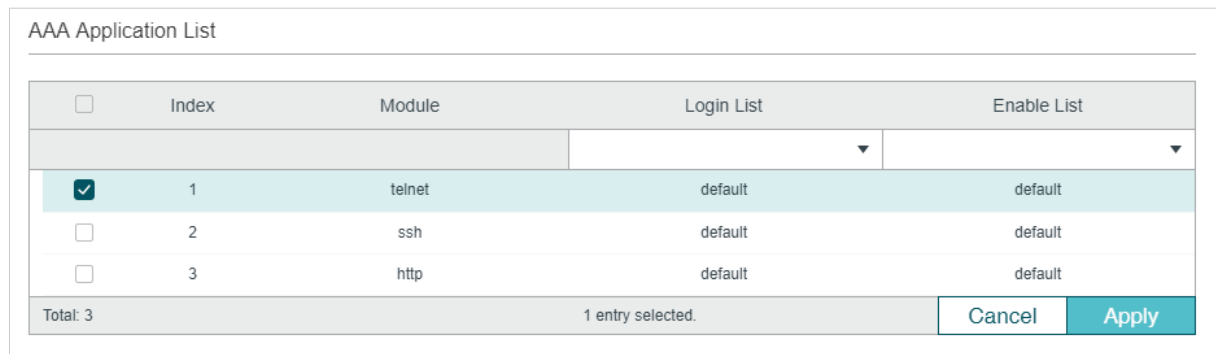 AAA Application List
Index Module Login List Enable List
1 telnet default default
2 ssh default default
3 http default default
Total: 3 1 entry selected. Cancel Apply